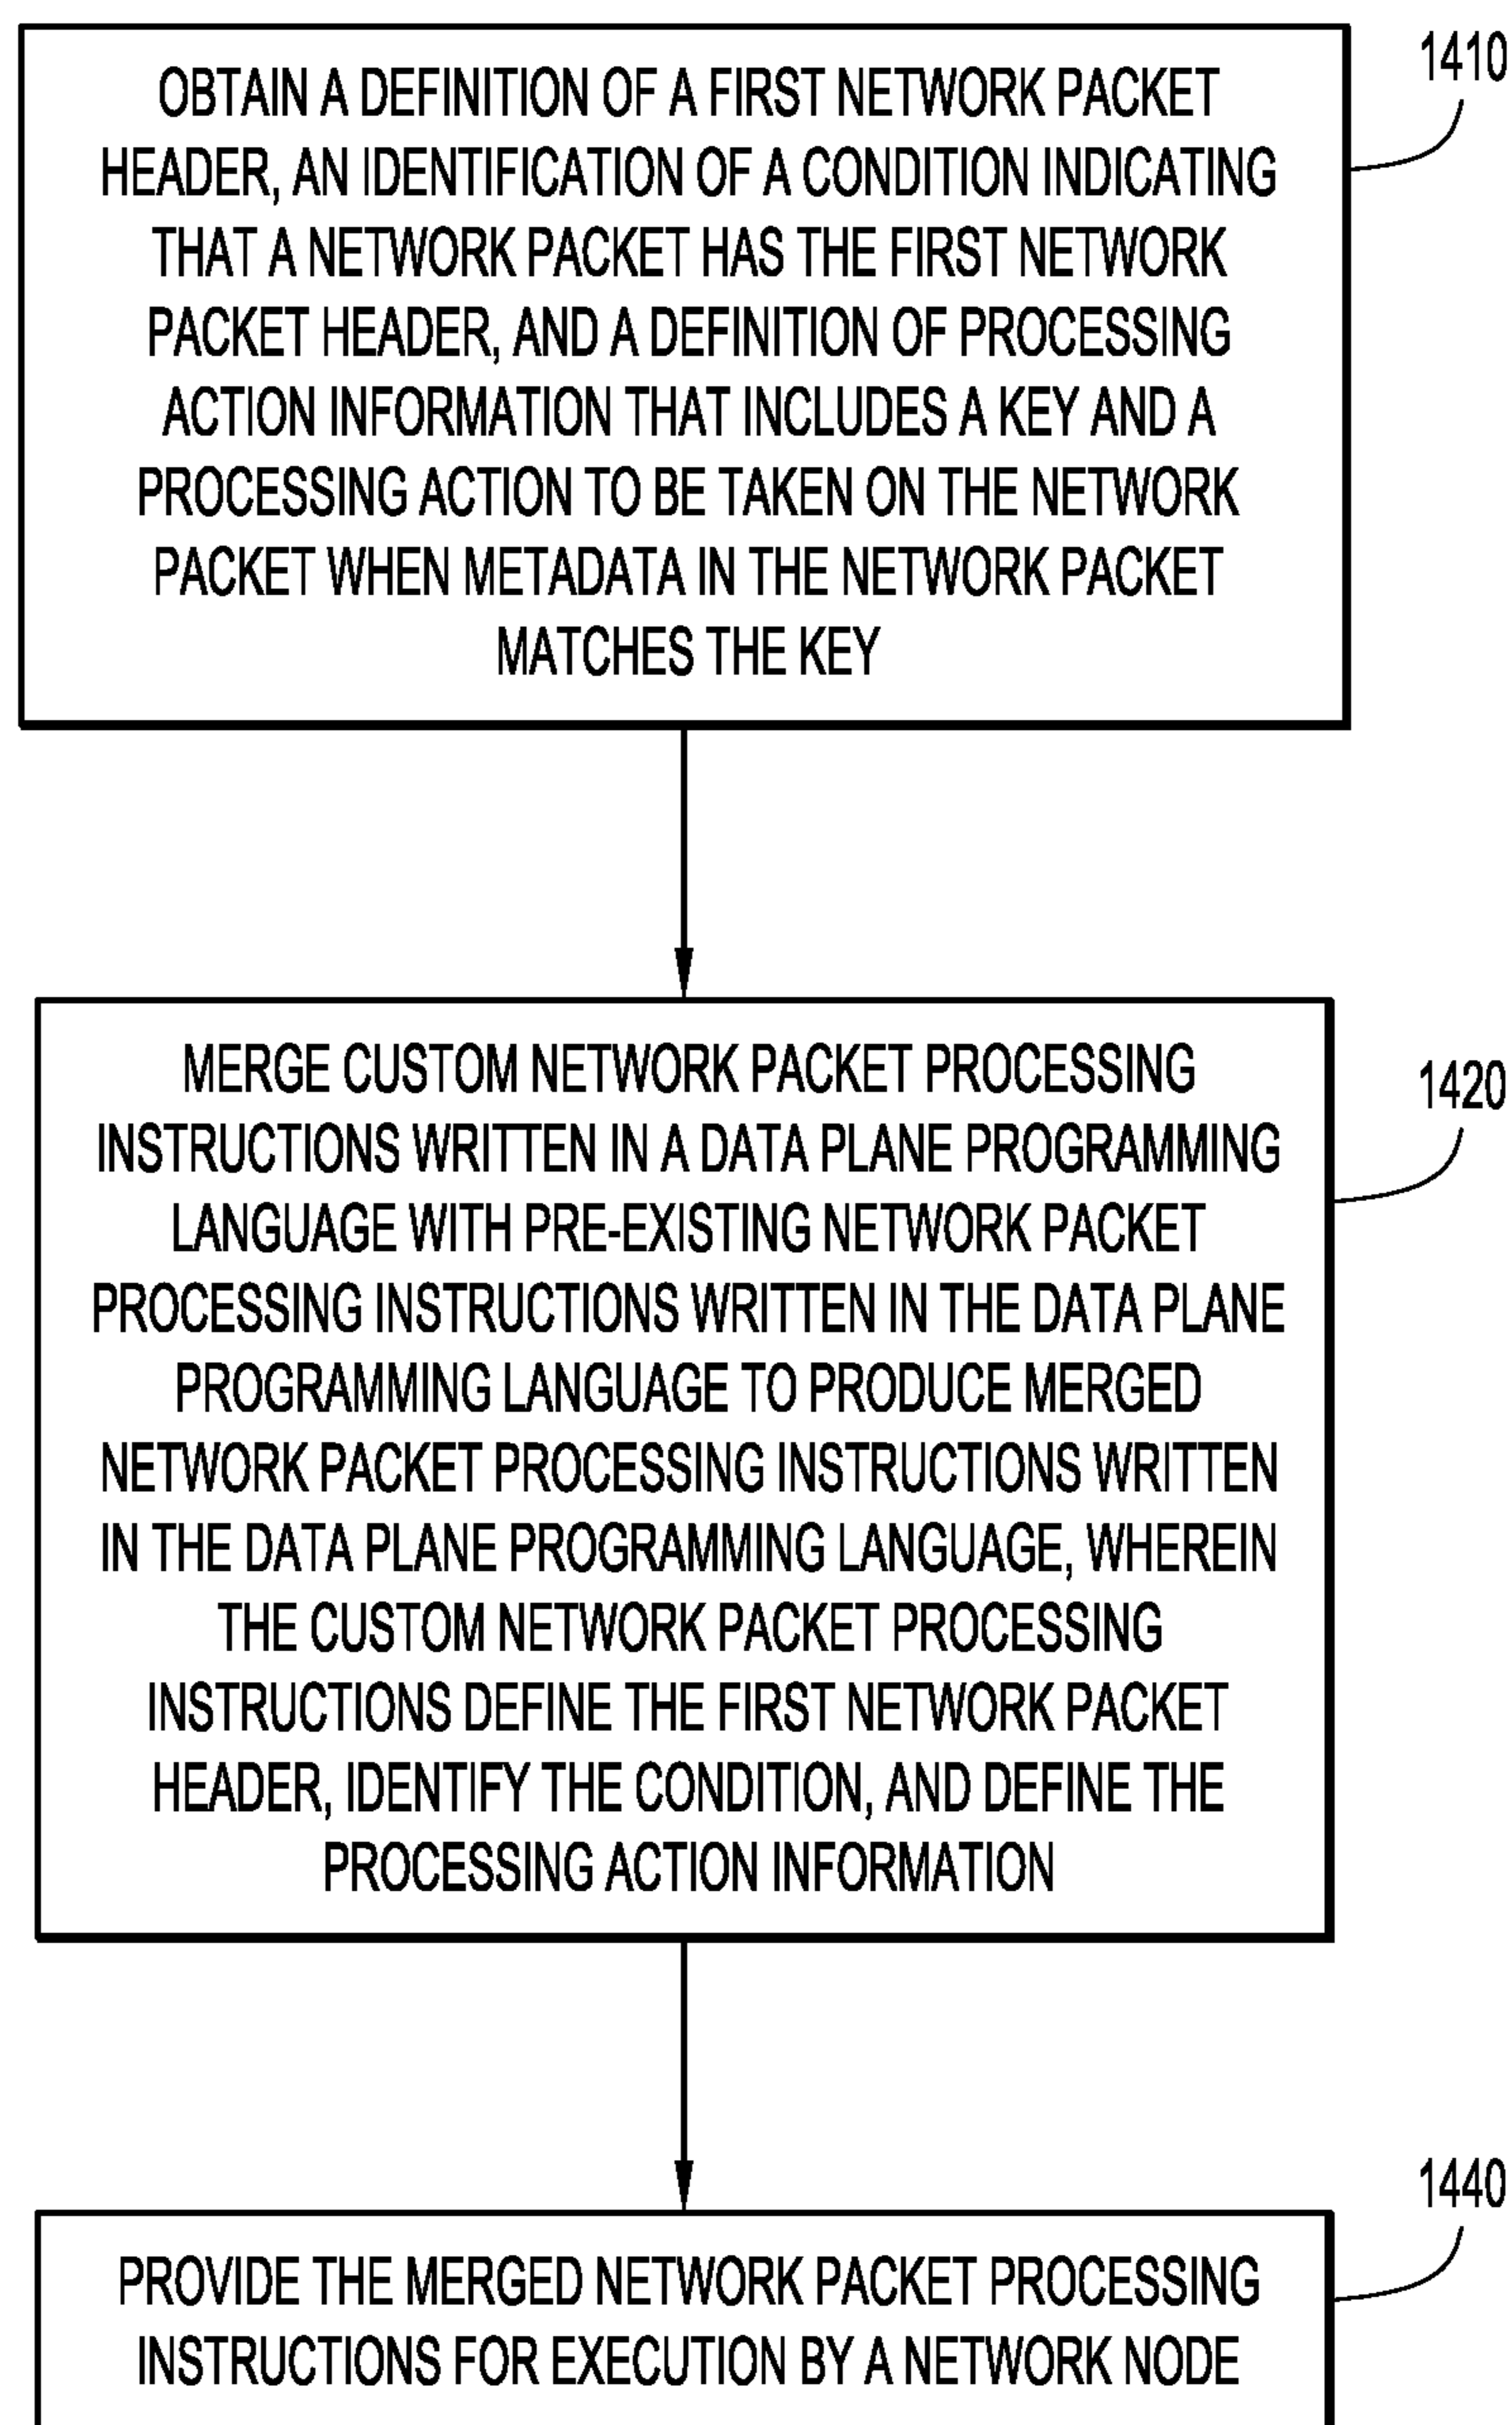 1410
OBTAIN A DEFINITION OF A FIRST NETWORK PACKET
HEADER, AN IDENTIFICATION OF A CONDITION INDICATING
THAT A NETWORK PACKET HAS THE FIRST NETWORK
PACKET HEADER, AND A DEFINITION OF PROCESSING
ACTION INFORMATION THAT INCLUDES A KEY AND A
PROCESSING ACTION TO BE TAKEN ON THE NETWORK
PACKET WHEN METADATA IN THE NETWORK PACKET
MATCHES THE KEY
1420
MERGE CUSTOM NETWORK PACKET PROCESSING
INSTRUCTIONS WRITTEN IN A DATA PLANE PROGRAMMING
LANGUAGE WITH PRE-EXISTING NETWORK PACKET
PROCESSING INSTRUCTIONS WRITTEN IN THE DATA PLANE
PROGRAMMING LANGUAGE TO PRODUCE MERGED
NETWORK PACKET PROCESSING INSTRUCTIONS WRITTEN
IN THE DATA PLANE PROGRAMMING LANGUAGE, WHEREIN
THE CUSTOM NETWORK PACKET PROCESSING
INSTRUCTIONS DEFINE THE FIRST NETWORK PACKET
HEADER, IDENTIFY THE CONDITION, AND DEFINE THE
PROCESSING ACTION INFORMATION
1440
PROVIDE THE MERGED NETWORK PACKET PROCESSING
INSTRUCTIONS FOR EXECUTION BY A NETWORK NODE